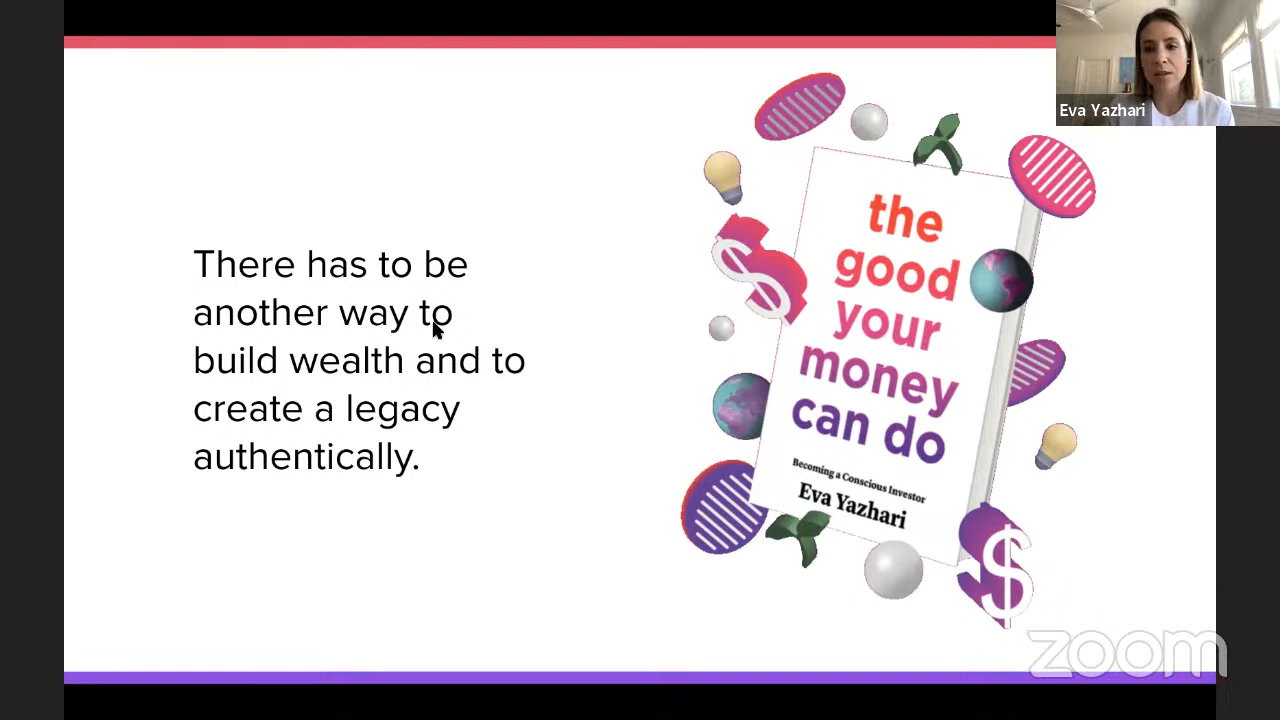 Eva Yazhari
There has to be
another way to
build wealth and to
create a legacy
authentically.
the
good
your
money
can do
Becoming a Conscious Investor
Eva Yazhari
$
$
zoom